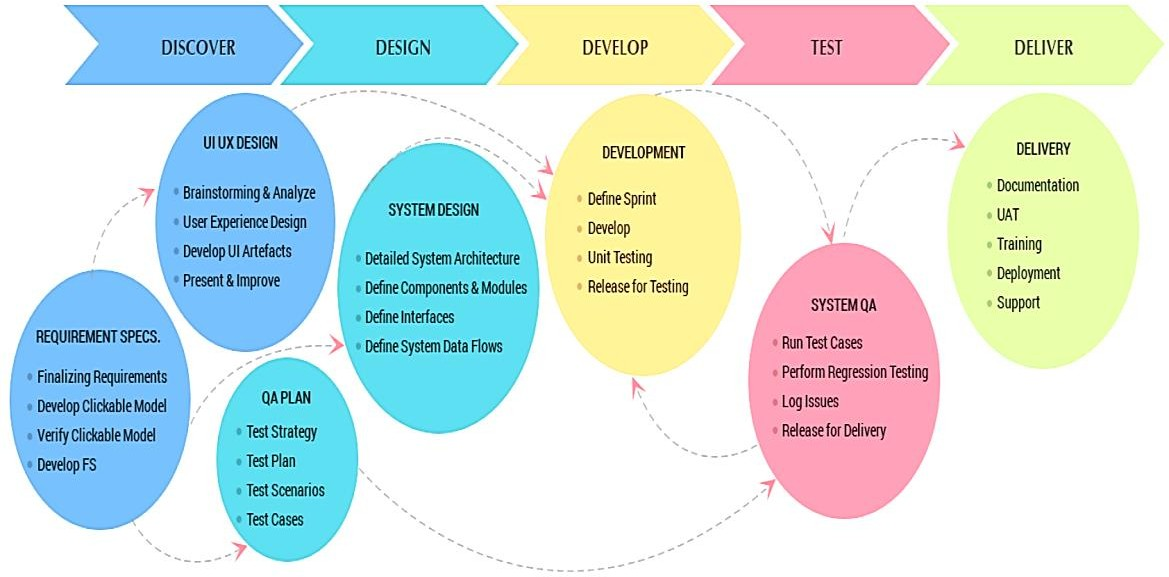 DISCOVER
DESIGN
DEVELOP
TEST
DELIVER
REQUIREMENT SPECS.
Finalizing Requirements
Develop Clickable Model
Verify Clickable Model
Develop FS
UI UX DESIGN
Brainstorming & Analyze
User Experience Design
Develop UI Artefacts
Present & Improve
QA PLAN
Test Strategy
Test Plan
Test Scenarios
Test Cases
SYSTEM DESIGN
Detailed System Architecture
Define Components & Modules
Define Interfaces
Define System Data Flows
DEVELOPMENT
Define Sprint
Develop
Unit Testing
Release for Testing
SYSTEM QA
Run Test Cases
Perform Regression Testing
Log Issues
Release for Delivery
DELIVERY
Documentation
UAT
Training
Deployment
Support